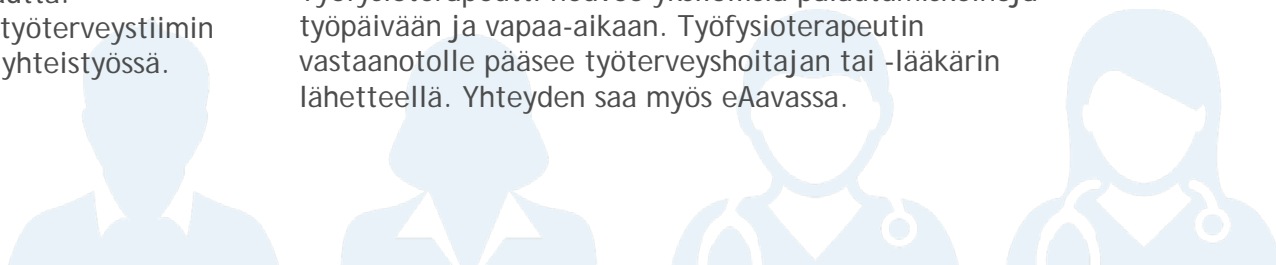 työterveystiimin
yhteistyössä.
työpäivään ja vapaa-aikaan. Työfysioterapeutin
vastaanotolle pääsee työterveyshoitajan tai -lääkärin
lähetteellä. Yhteyden saa myös eAavassa.